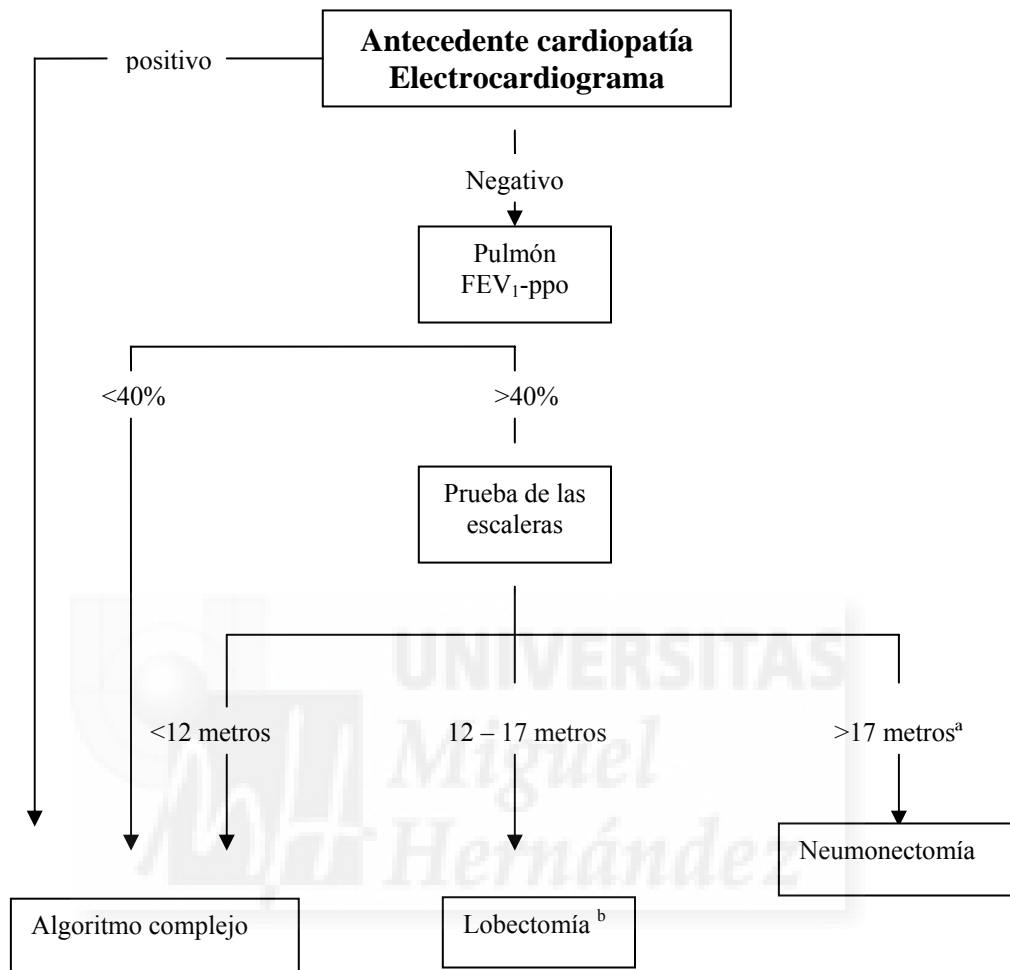 Antecedente cardiopatía
Electrocardiograma
positivo
Negativo
Pulmón
FEV₁-ppo
<40%
>40%
Prueba de las
escaleras
UNIVERSITAS
Miguel
Hernández
<12 metros
12 – 17 metros
>17 metrosª
Neumonectomía
Algoritmo complejo
Lobectomía ᵇ